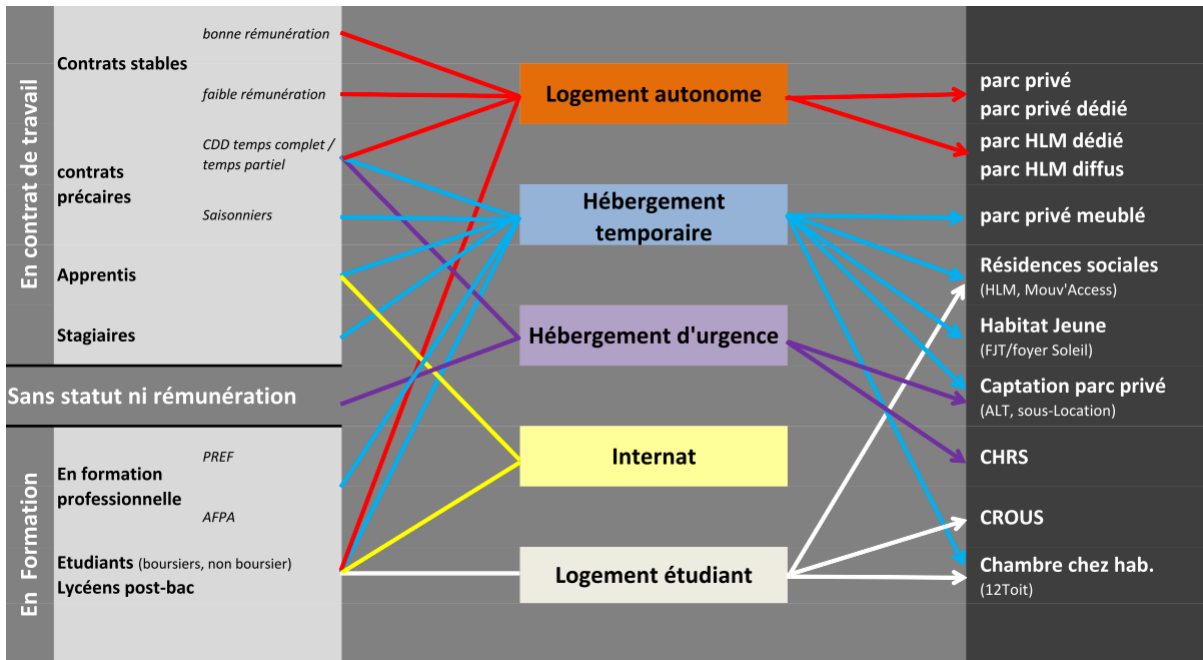 En contrat de travail
Contrats stables
bonne rémunération
faible rémunération
contrats
précaires
CDD temps complet /
temps partiel
Saisonniers
Apprentis
Stagiaires
Sans statut ni rémunération
En Formation
En formation
professionnelle
PREF
AFPA
Etudiants (boursiers, non boursier)
Lycéens post-bac
Logement autonome
Hébergement
temporaire
Hébergement d'urgence
Internat
Logement étudiant
parc privé
parc privé dédié
parc HLM dédié
parc HLM diffus
parc privé meublé
Résidences sociales
(HLM, Mouv'Access)
Habitat Jeune
(FJT/foyer Soleil)
Captation parc privé
(ALT, sous-Location)
CHRS
CROUS
Chambre chez hab.
(12Toit)